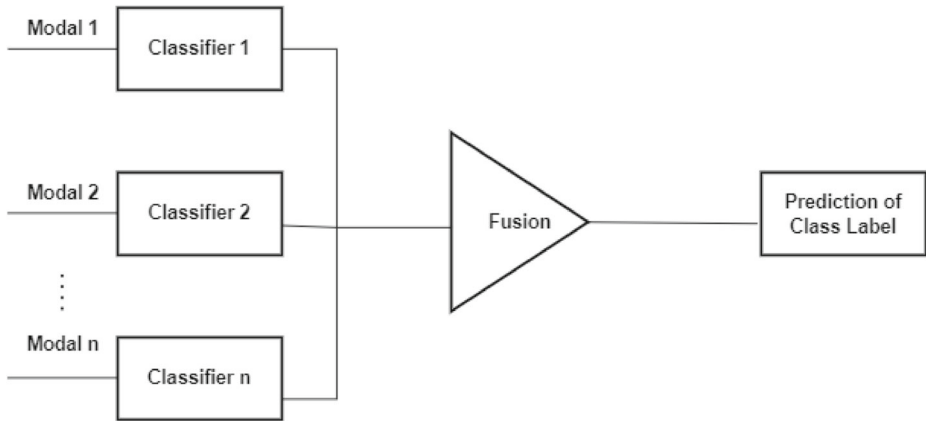 Modal 1
Classifier 1
Modal 2
Classifier 2
Modal n
Classifier n
Fusion
Prediction of
Class Label